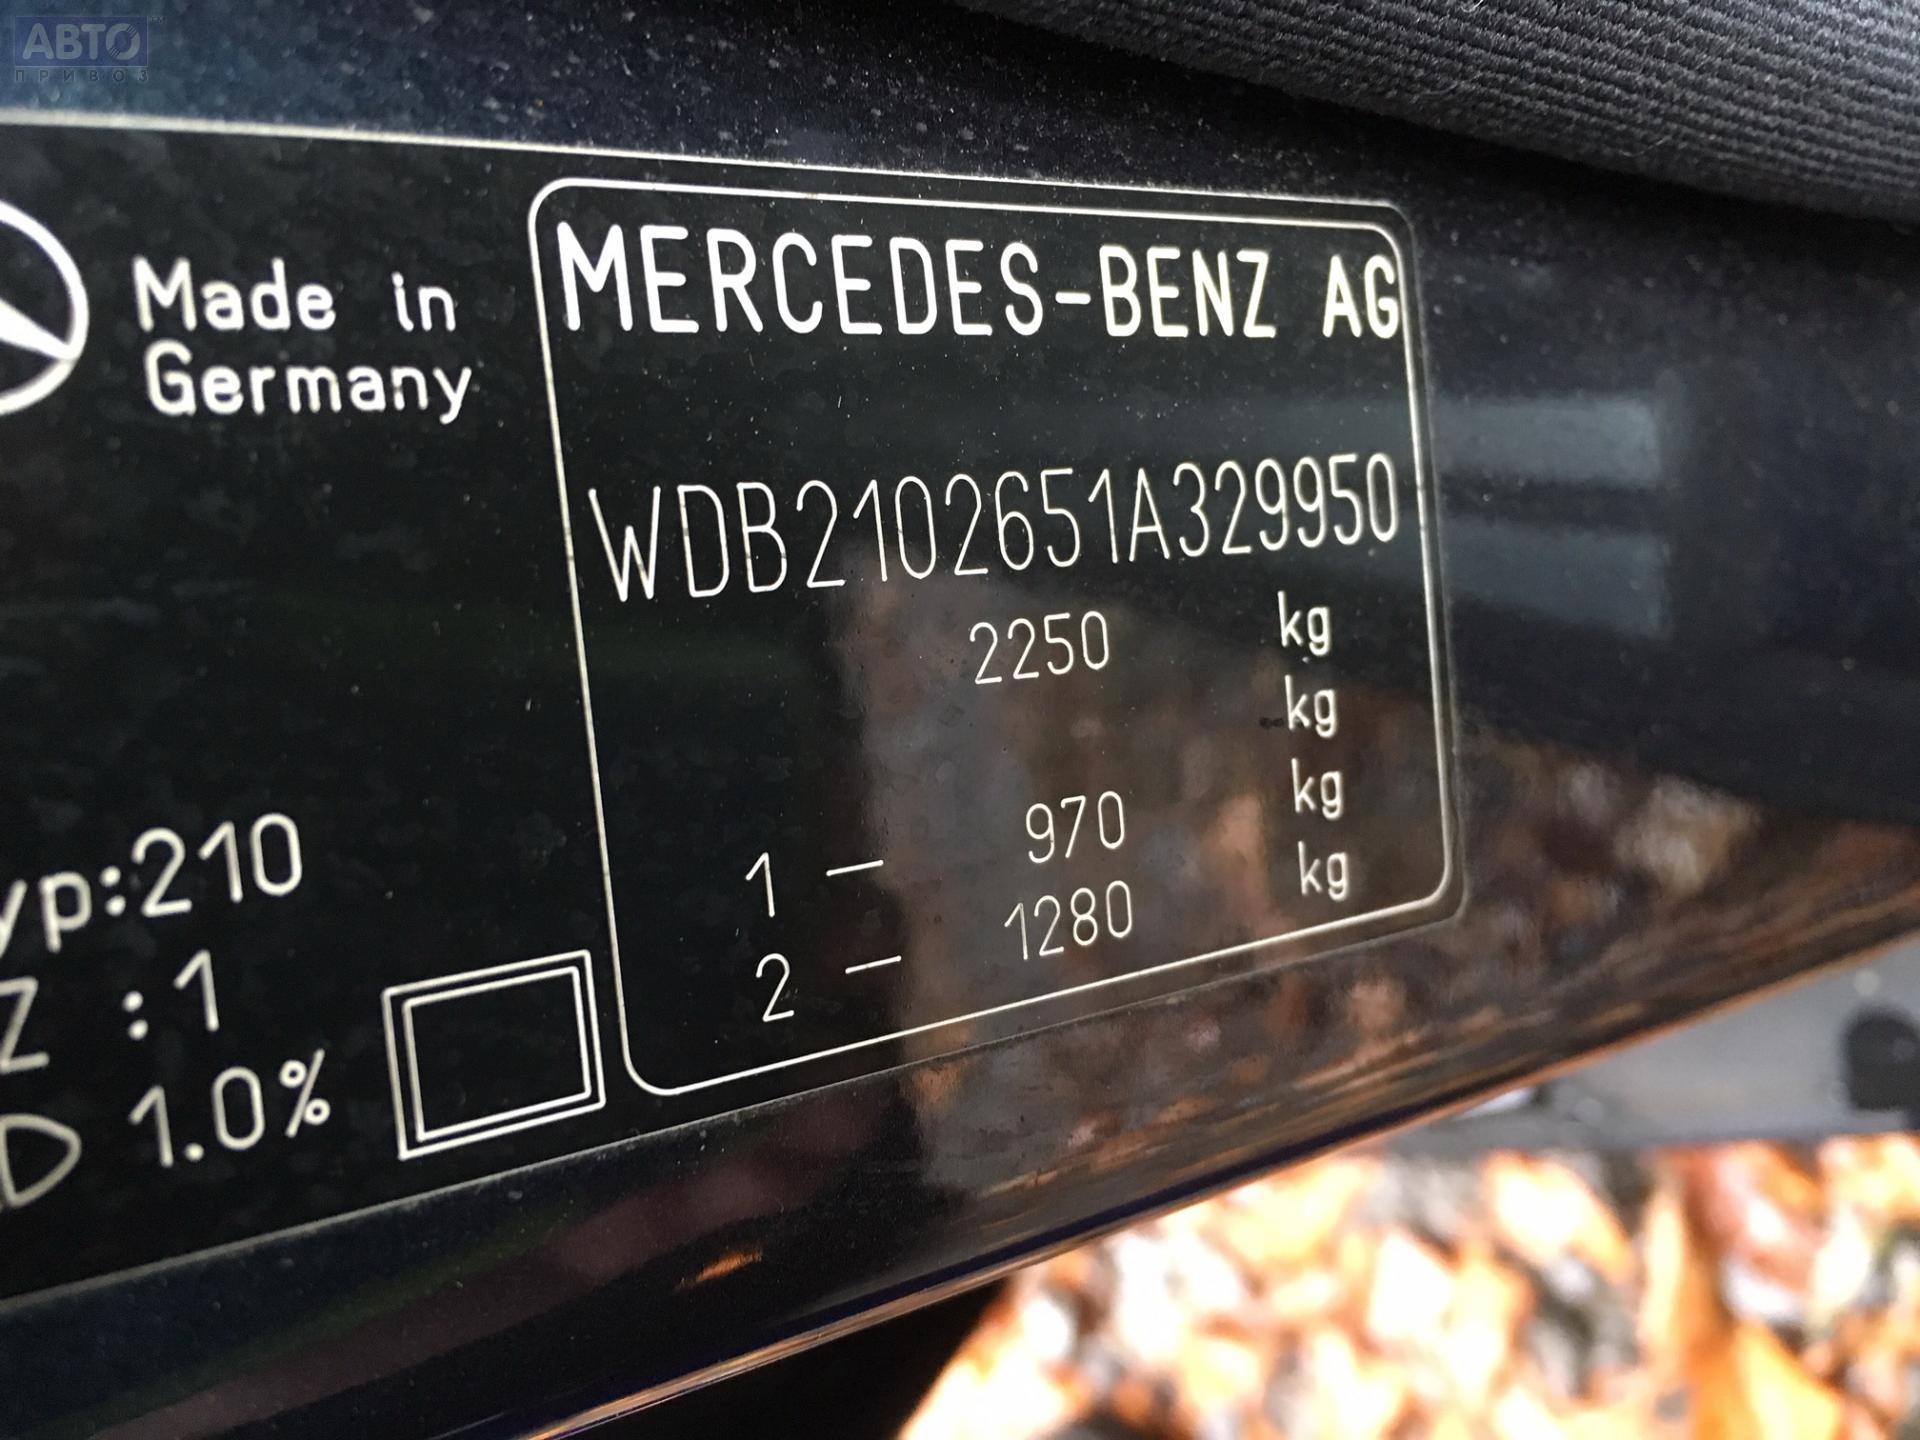 АВТО
ПРИВОЗ
Made in
Germany
MERCEDES-BENZ AG
WDB2102651A329950
2250 kg
kg
1 - 970 kg
2 - 1280 kg
yp:210
Z :1
D 1.0%